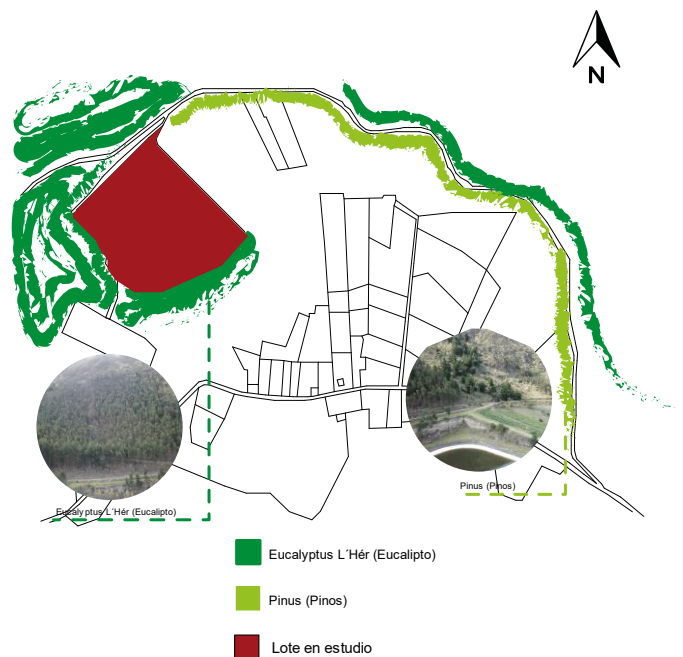 N
Pinus (Pinos)
Eucalyptus L´Hér (Eucalipto)
Eucalyptus L´Hér (Eucalipto)
Pinus (Pinos)
Lote en estudio